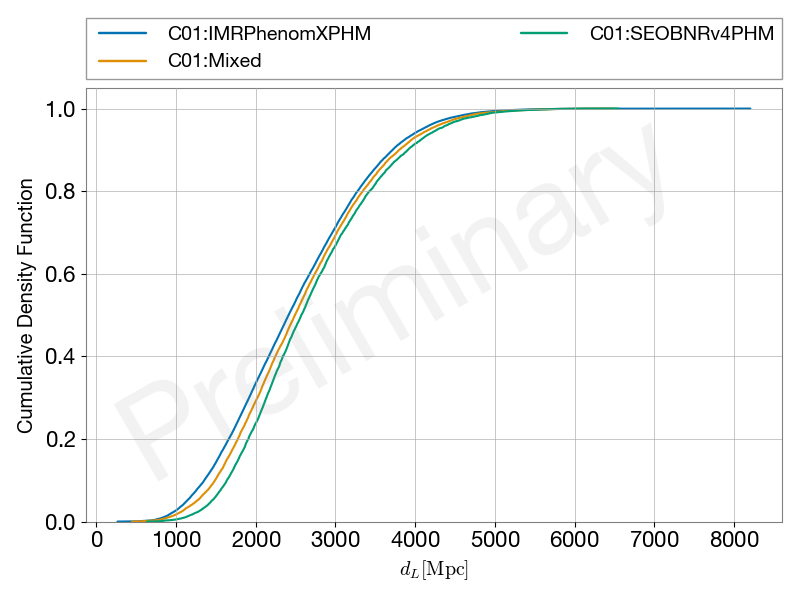 C01:IMRPhenomXPHM
C01:Mixed
C01:SEOBNRv4PHM
1.0
0.8
0.6
0.4
0.2
0.0
Cumulative Density Function
Preliminary
0 1000 2000 3000 4000 5000 6000 7000 8000
d_L[Mpc]